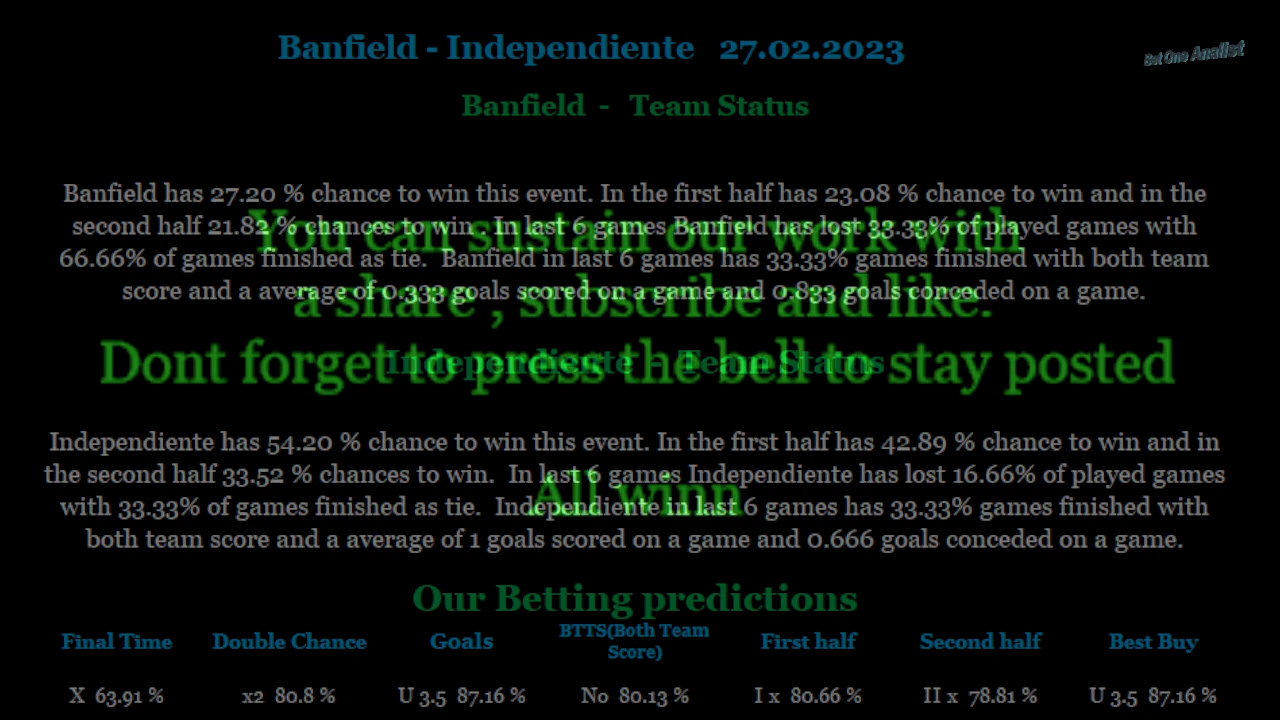 Banfield - Independiente 27.02.2023
Bet One Analist
Banfield - Team Status
Banfield has 27.20 % chance to win this event. In the first half has 23.08 % chance to win and in the
second half 21.82 % chances to win . In last 6 games Banfield has lost 33.33% of played games with
You can sustain our work with
66.66% of games finished as tie. Banfield in last 6 games has 33.33% games finished with both team
score and a average of 0.333 goals scored on a game and 0.833 goals conceded on a game.
a share , subscribe and like.
Independiente - Team Status
Dont forget to press the bell to stay posted
Independiente has 54.20 % chance to win this event. In the first half has 42.89 % chance to win and in
the second half 33.52 % chances to win. In last 6 games Independiente has lost 16.66% of played games
All winn
with 33.33% of games finished as tie. Independiente in last 6 games has 33.33% games finished with
both team score and a average of 1 goals scored on a game and 0.666 goals conceded on a game.
Our Betting predictions
Final Time Double Chance Goals BTTS(Both Team First half Second half Best Buy
Score)
X 63.91 % x2 80.8 % U 3.5 87.16 % No 80.13 % I x 80.66 % II x 78.81 % U 3.5 87.16 %